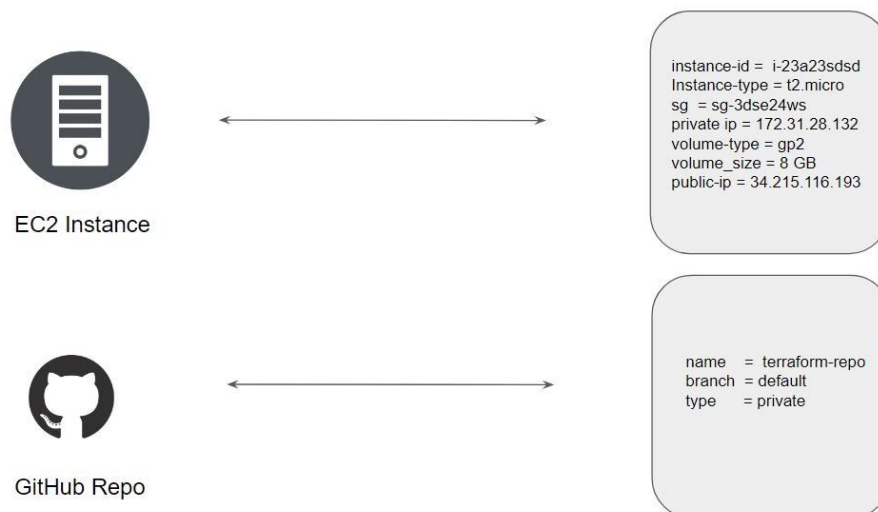 instance-id = i-23a23sdsd
Instance-type = t2.micro
sg = sg-3dse24ws
private ip = 172.31.28.132
volume-type = gp2
volume_size = 8 GB
public-ip = 34.215.116.193
EC2 Instance
name = terraform-repo
branch = default
type = private
GitHub Repo